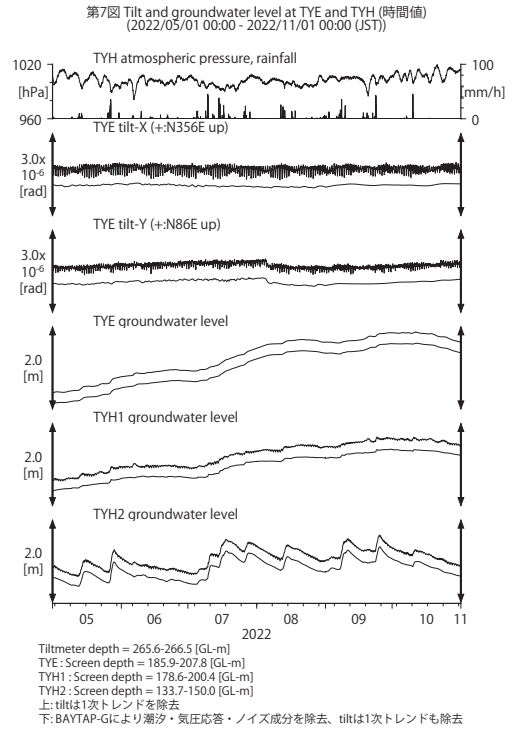 第7図 Tilt and groundwater level at TYE and TYH (時間値)
(2022/05/01 00:00 - 2022/11/01 00:00 (JST))
TYH atmospheric pressure, rainfall
1020
[hPa]
960
100
[mm/h]
0
TYE tilt-X (+:N356E up)
3.0x
10-6
[rad]
TYE tilt-Y (+:N86E up)
3.0x
10-6
[rad]
TYE groundwater level
2.0
[m]
TYH1 groundwater level
2.0
[m]
TYH2 groundwater level
2.0
[m]
05 06 07 08 09 10 11
2022
Tiltmeter depth = 265.6-266.5 [GL-m]
TYE : Screen depth = 185.9-207.8 [GL-m]
TYH1 : Screen depth = 178.6-200.4 [GL-m]
TYH2 : Screen depth = 133.7-150.0 [GL-m]
上: tiltは1次トレンドを除去
下: BAYTAP-Gにより潮汐・気圧応答・ノイズ成分を除去、tiltは1次トレンドも除去